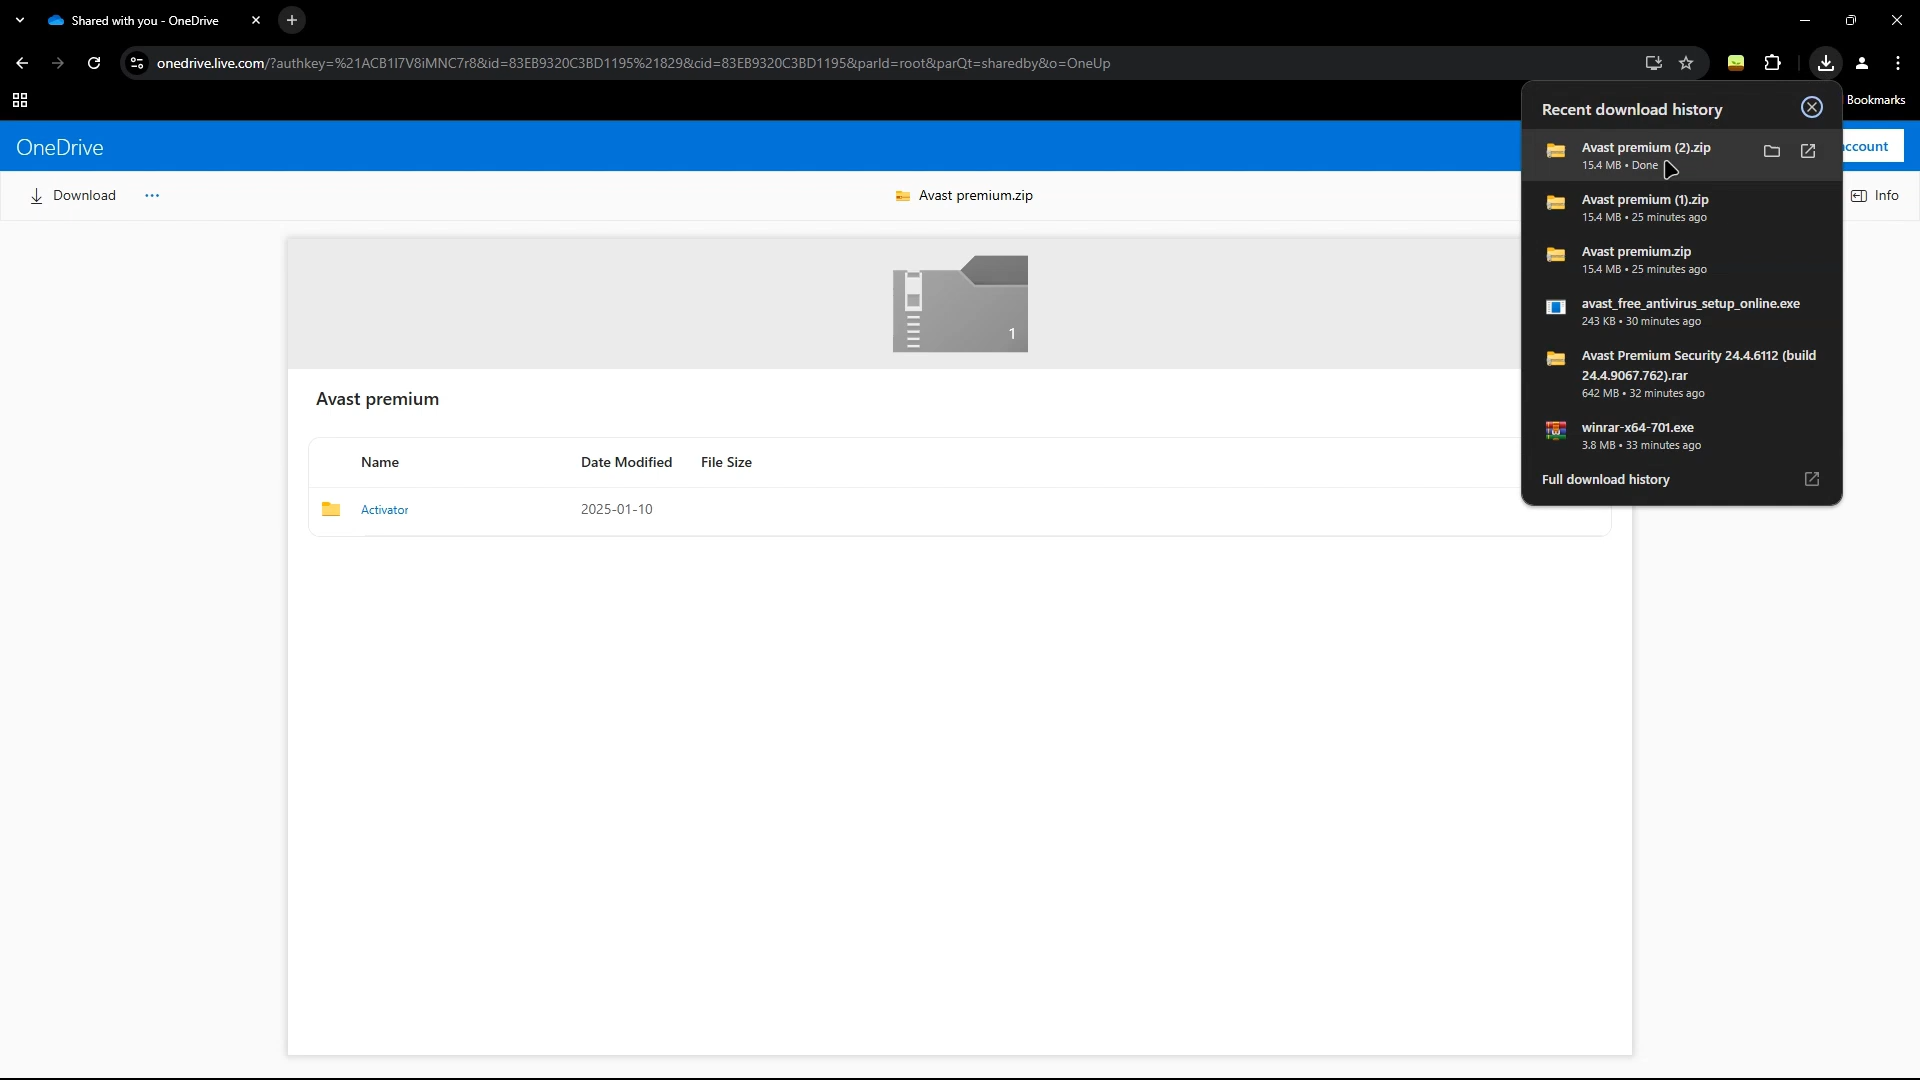 Shared with you - OneDrive
onedrive.live.com/?authkey=%21ACB1I7V8iMNC7r8&id=83EB9320C3BD1195%21829&cid=83EB9320C3BD1195&parId=root&parQt=sharedby&o=OneUp
Bookmarks
OneDrive
ccount
Download
Avast premium.zip
Info
1
Avast premium
Name Date Modified File Size
Activator 2025-01-10
Recent download history
Avast premium (2).zip
15.4 MB • Done
Avast premium (1).zip
15.4 MB • 25 minutes ago
Avast premium.zip
15.4 MB • 25 minutes ago
avast_free_antivirus_setup_online.exe
243 KB • 30 minutes ago
Avast Premium Security 24.4.6112 (build
24.4.9067.762).rar
642 MB • 32 minutes ago
winrar-x64-701.exe
3.8 MB • 33 minutes ago
Full download history